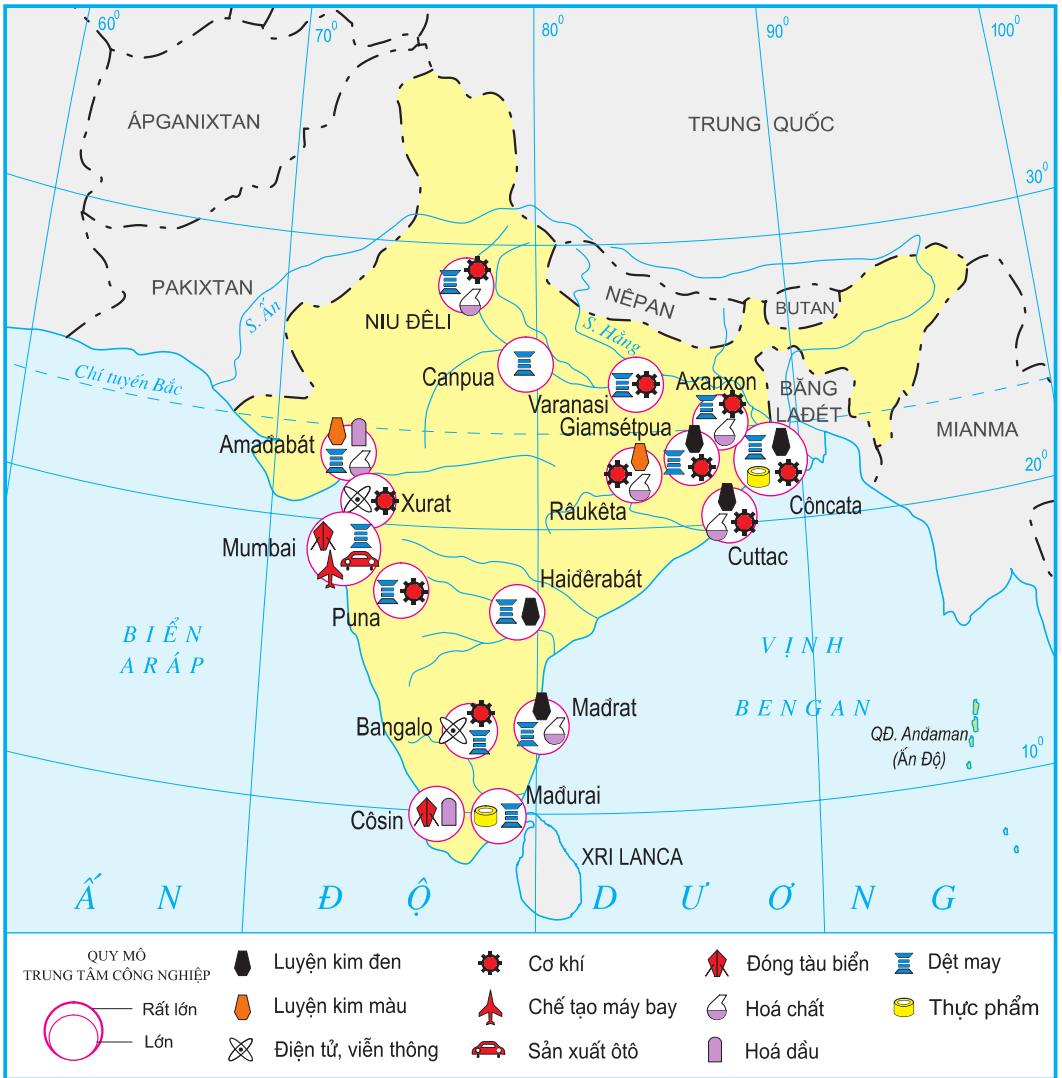 60⁰
70⁰
80⁰
90⁰
100⁰
ÁPGANIXTAN
TRUNG QUỐC
30⁰
PAKIXTAN
S. Ấn
NIU ĐÊLI
NÊPAN
BUTAN
S. Hằng
Chí tuyến Bắc
Canpua
Varanasi
Axanxon
BĂNG
LAĐÉT
Giamsétpua
MIANMA
Amađabát
20⁰
Xurat
Râukêta
Côncata
Mumbai
Cuttac
Haiđêrabát
Puna
BIỂN
ARÁP
VỊNH
BENGAN
Mađrat
Bangalo
QĐ. Andaman
(Ấn Độ)
10⁰
Mađurai
Côsin
XRI LANCA
ẤN ĐỘ DƯƠNG
QUY MÔ
TRUNG TÂM CÔNG NGHIỆP
Rất lớn
Lớn
Luyện kim đen
Luyện kim màu
Điện tử, viễn thông
Cơ khí
Chế tạo máy bay
Sản xuất ôtô
Đóng tàu biển
Hoá chất
Hoá dầu
Dệt may
Thực phẩm